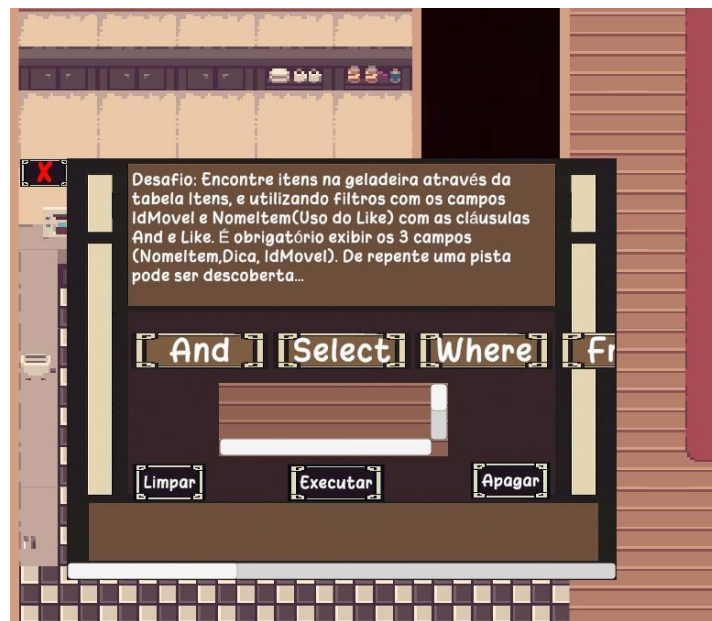 X
Desafio: Encontre itens na geladeira através da
tabela Itens, e utilizando filtros com os campos
IdMovel e NomeItem(Uso do Like) com as cláusulas
And e Like. É obrigatório exibir os 3 campos
(NomeItem,Dica, IdMovel). De repente uma pista
pode ser descoberta...
And Select Where Fr
Limpar Executar Apagar